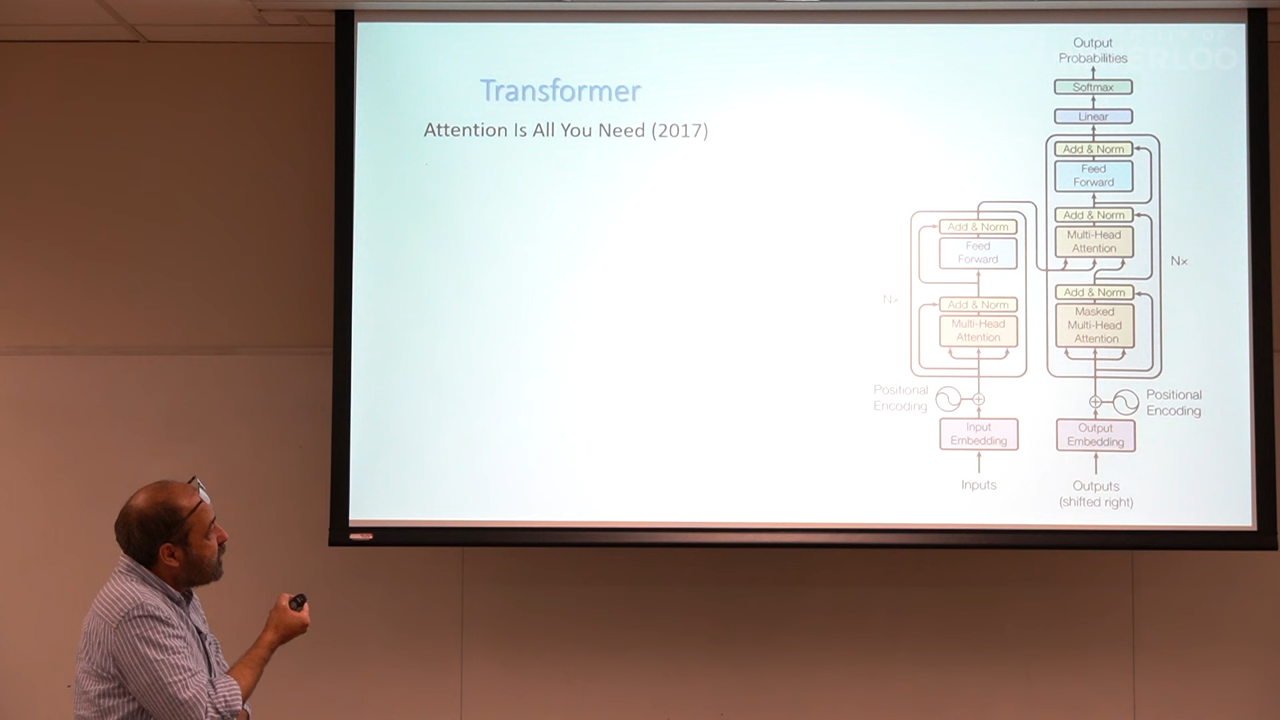 Transformer
Attention Is All You Need (2017)
Output
Probabilities
Softmax
Linear
Add & Norm
Feed
Forward
Add & Norm
Multi-Head
Attention
Nx
Add & Norm
Masked
Multi-Head
Attention
Positional
Encoding
Output
Embedding
Outputs
(shifted right)
Add & Norm
Feed
Forward
Nx
Add & Norm
Multi-Head
Attention
Positional
Encoding
Input
Embedding
Inputs